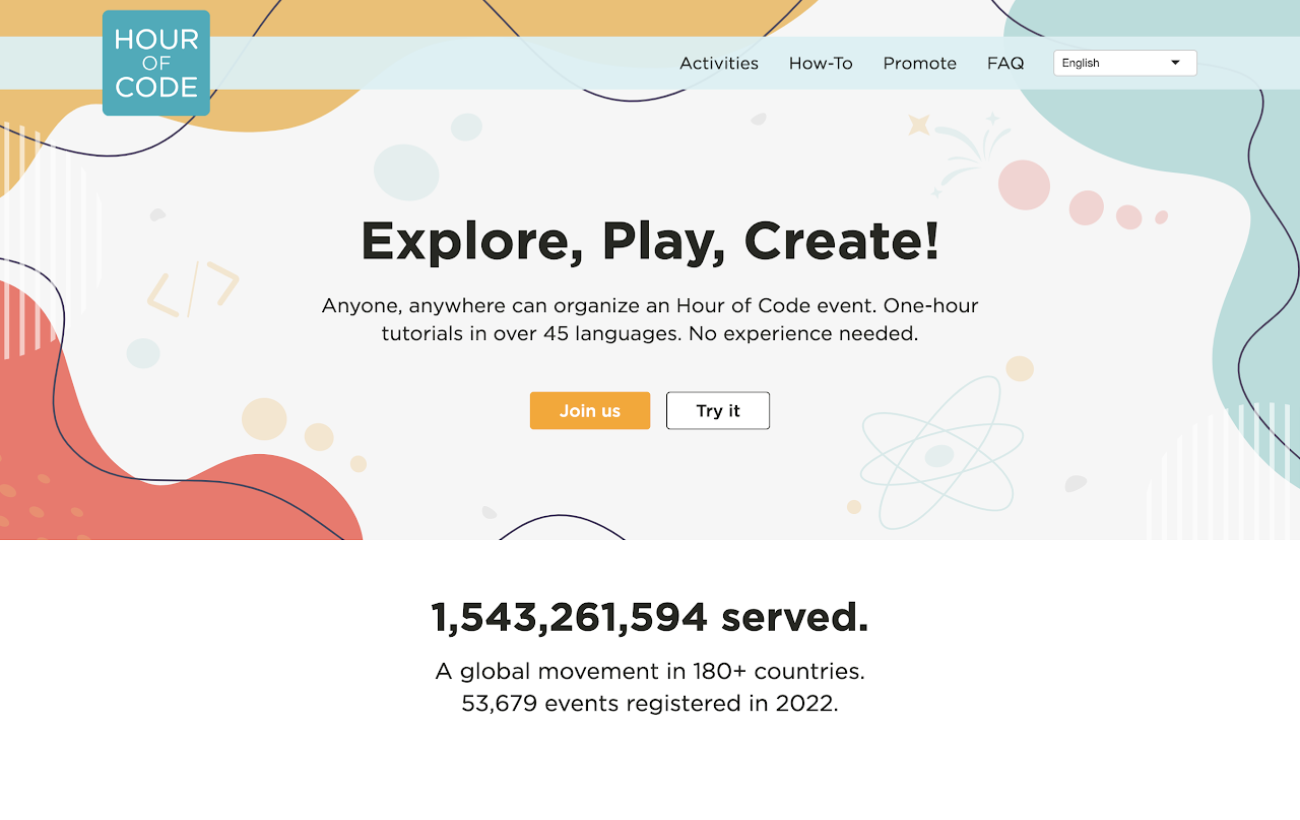 HOUR
OF
CODE
Activities How-To Promote FAQ English
</>
Explore, Play, Create!
Anyone, anywhere can organize an Hour of Code event. One-hour
tutorials in over 45 languages. No experience needed.
Join us Try it
1,543,261,594 served.
A global movement in 180+ countries.
53,679 events registered in 2022.